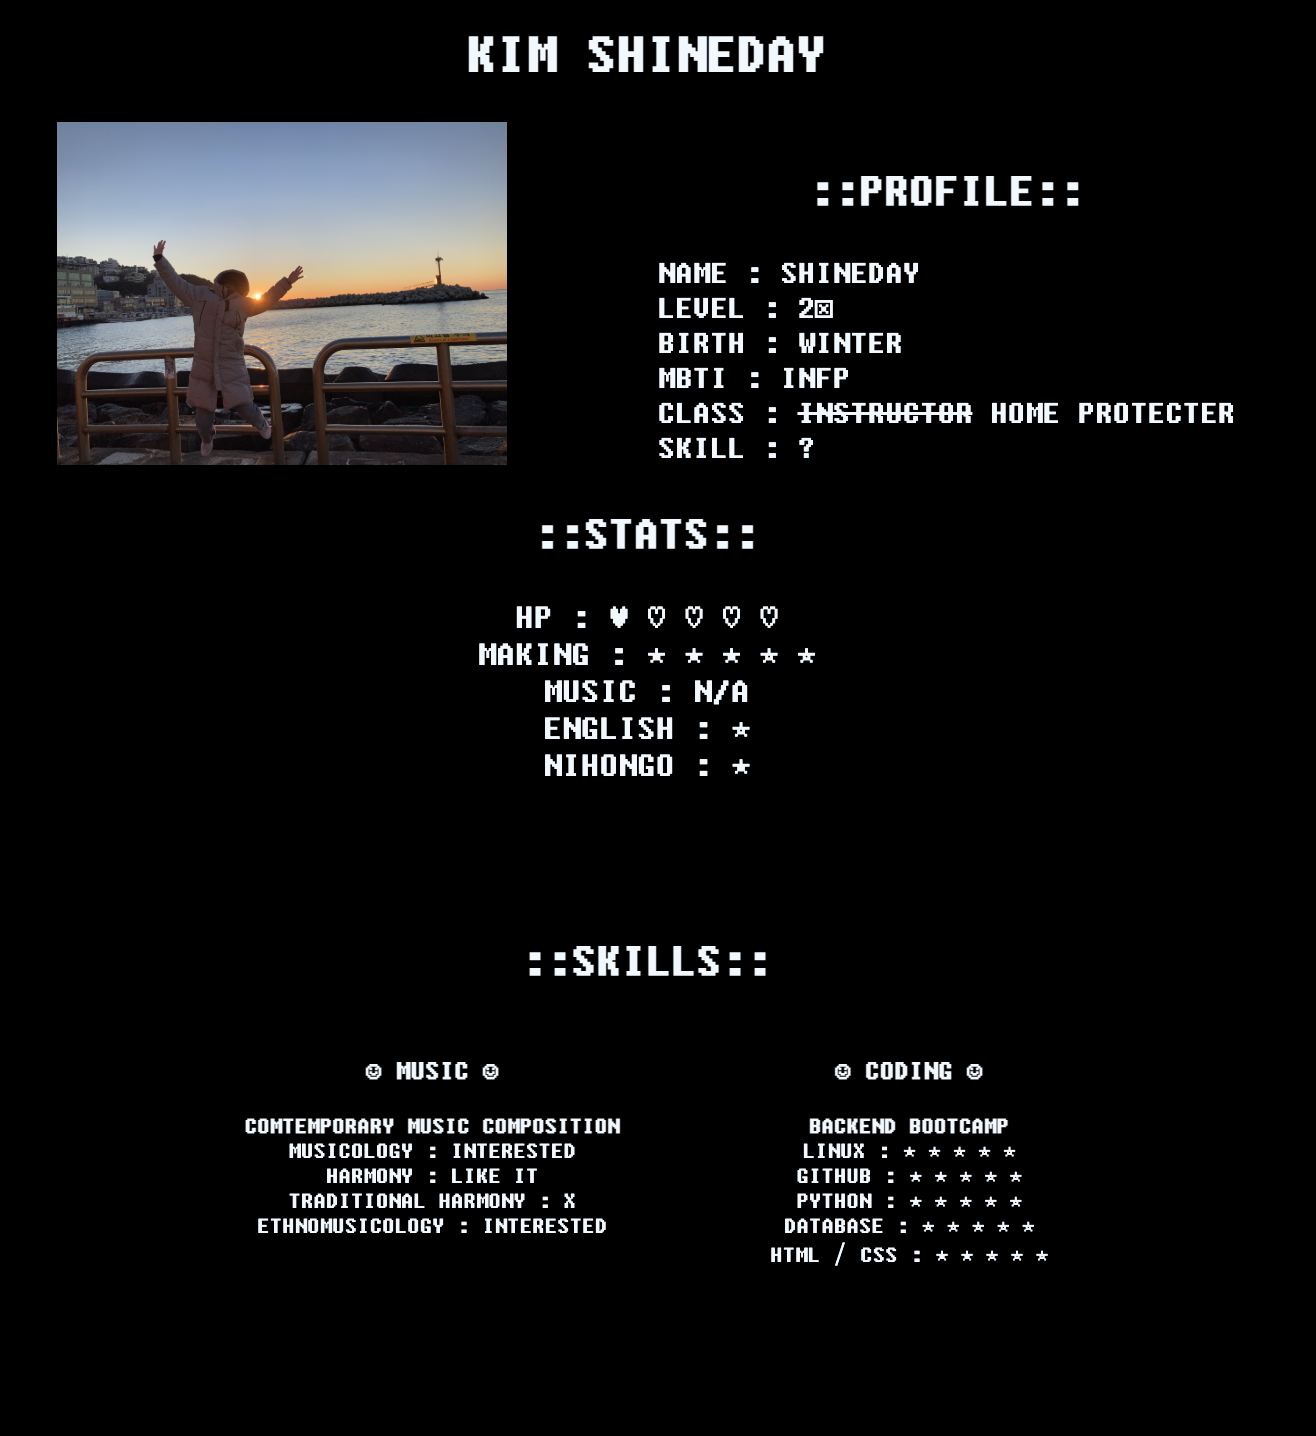 KIM SHINEDAY
::PROFILE::
NAME : SHINEDAY
LEVEL : 2☒
BIRTH : WINTER
MBTI : INFP
CLASS : INSTRUCTOR HOME PROTECTER
SKILL : ?
::STATS::
HP : ♥ ♡ ♡ ♡ ♡
MAKING : ★ ★ ★ ★ ★
MUSIC : N/A
ENGLISH : ★
NIHONGO : ★
::SKILLS::
☺ MUSIC ☺
COMTEMPORARY MUSIC COMPOSITION
MUSICOLOGY : INTERESTED
HARMONY : LIKE IT
TRADITIONAL HARMONY : X
ETHNOMUSICOLOGY : INTERESTED
☺ CODING ☺
BACKEND BOOTCAMP
LINUX : ★ ★ ★ ★ ★
GITHUB : ★ ★ ★ ★ ★
PYTHON : ★ ★ ★ ★ ★
DATABASE : ★ ★ ★ ★ ★
HTML / CSS : ★ ★ ★ ★ ★